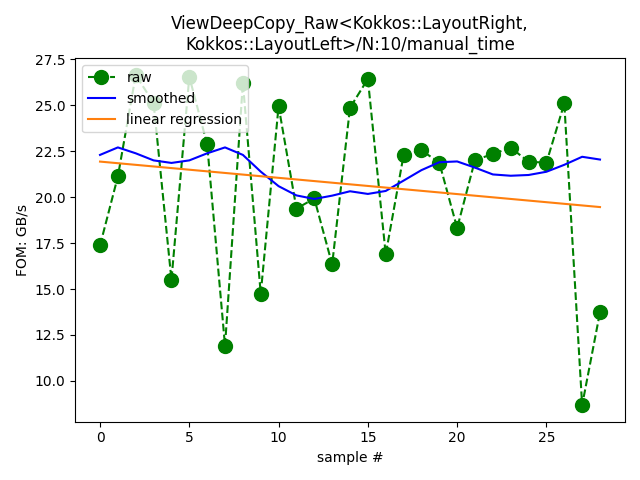 ViewDeepCopy_Raw<Kokkos::LayoutRight,
Kokkos::LayoutLeft>/N:10/manual_time
27.5
25.0
22.5
20.0
17.5
15.0
12.5
10.0
FOM: GB/s
raw
smoothed
linear regression
0
5
10
15
20
25
sample #